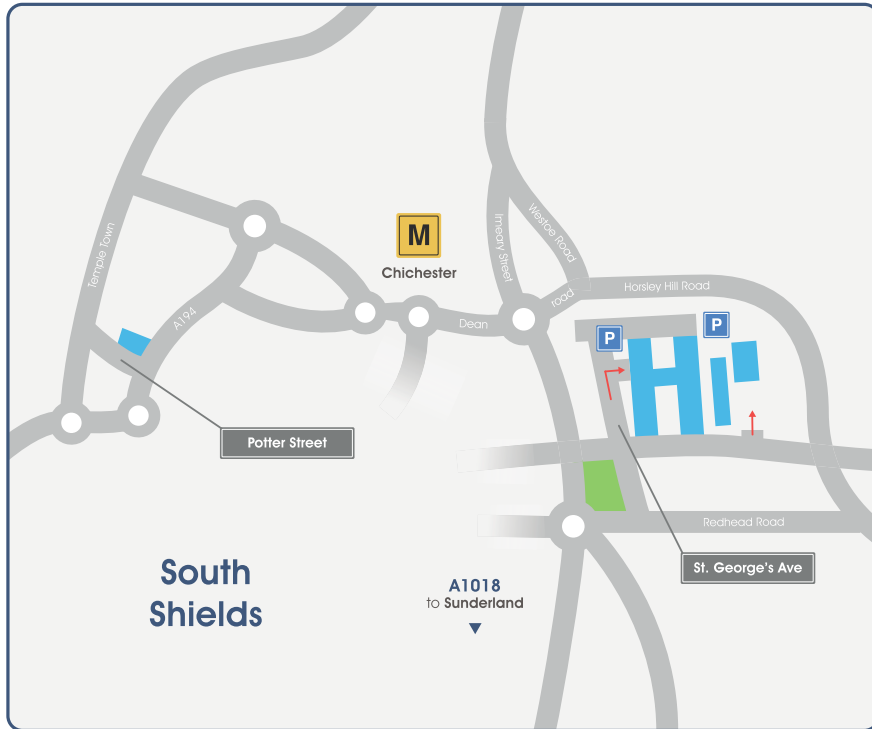 Temple Town
A194
M
Chichester
Imeary Street
Westoe Road
Dean
road
Horsley Hill Road
P
P
Potter Street
Redhead Road
St. George's Ave
South
Shields
A1018
to Sunderland